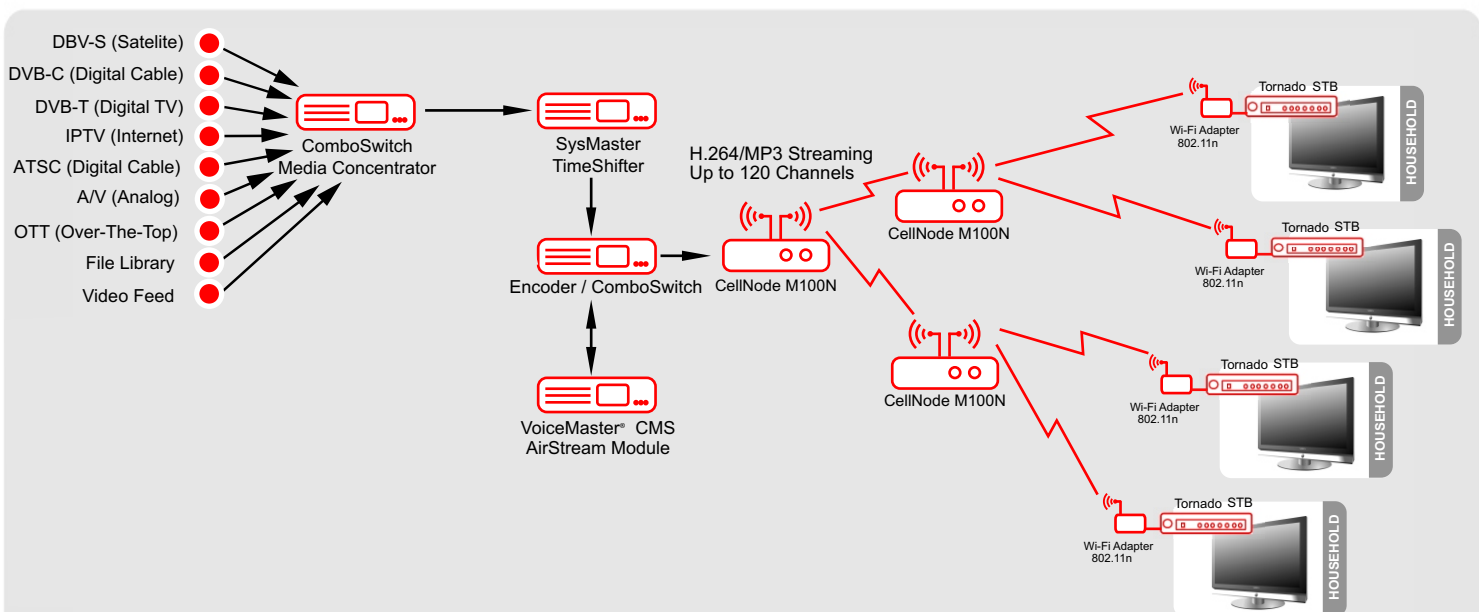 DBV-S (Satelite)
DVB-C (Digital Cable)
DVB-T (Digital TV)
IPTV (Internet)
ATSC (Digital Cable)
A/V (Analog)
OTT (Over-The-Top)
File Library
Video Feed
ComboSwitch
Media Concentrator
SysMaster
TimeShifter
Encoder / ComboSwitch
VoiceMaster® CMS
AirStream Module
H.264/MP3 Streaming
Up to 120 Channels
CellNode M100N
CellNode M100N
CellNode M100N
Tornado STB
Wi-Fi Adapter
802.11n
HOUSEHOLD
Tornado STB
Wi-Fi Adapter
802.11n
HOUSEHOLD
Tornado STB
Wi-Fi Adapter
802.11n
HOUSEHOLD
Tornado STB
Wi-Fi Adapter
802.11n
HOUSEHOLD